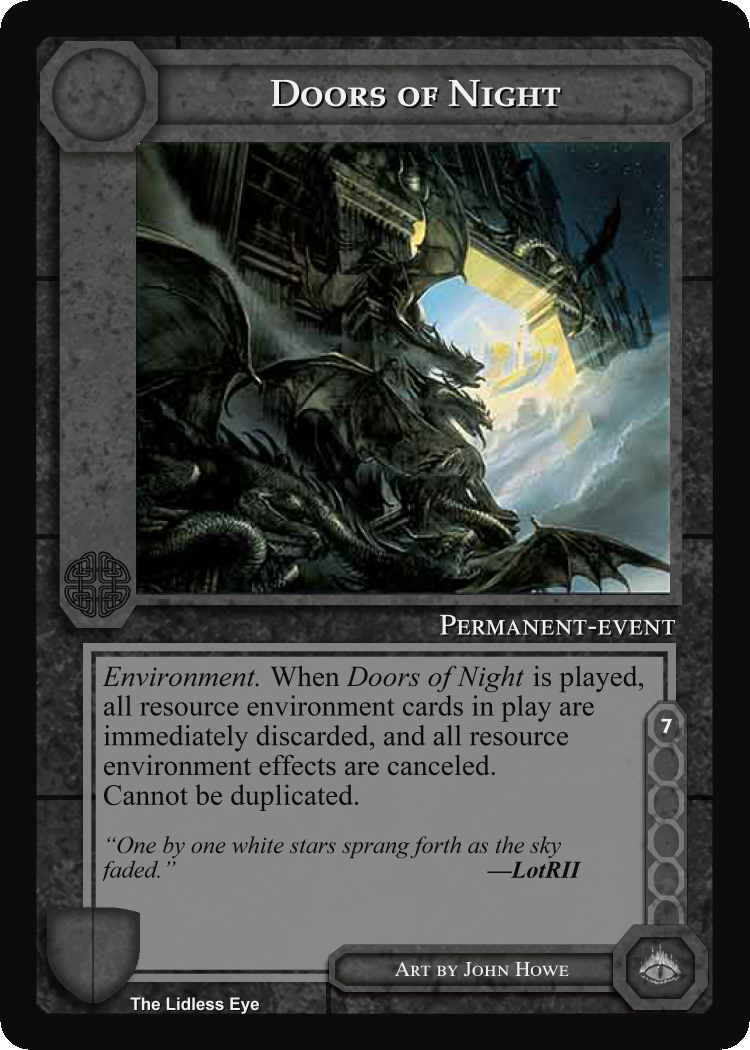 Doors of Night
Permanent-event
Environment. When Doors of Night is played,
all resource environment cards in play are
immediately discarded, and all resource
environment effects are canceled.
Cannot be duplicated.
7
“One by one white stars sprang forth as the sky
faded.” —LotRII
Art by John Howe
The Lidless Eye